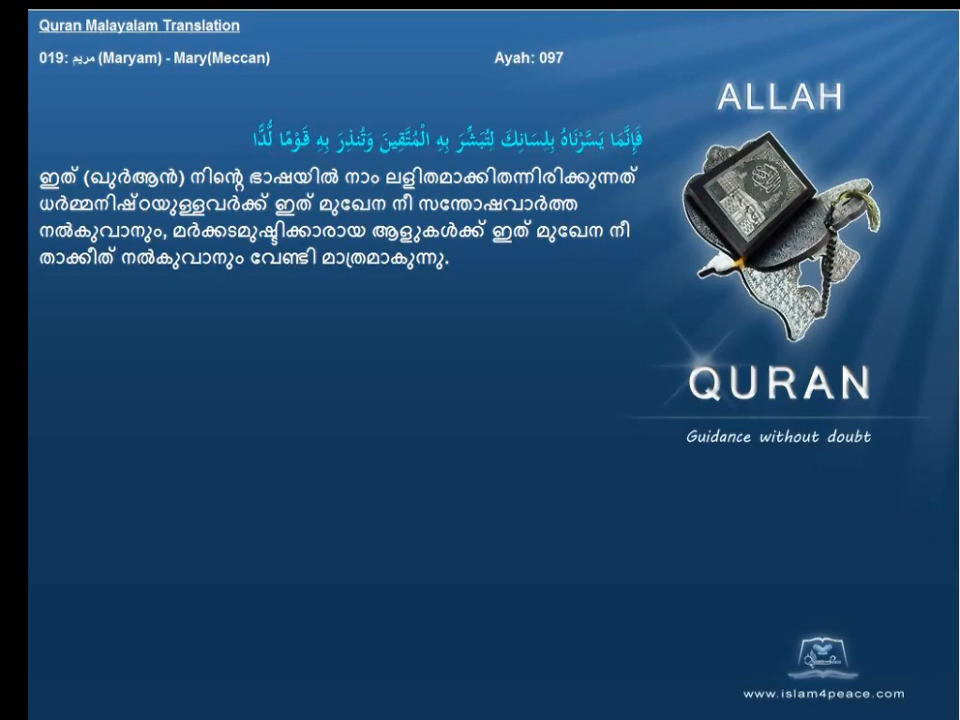 Quran Malayalam Translation
019: مريم (Maryam) - Mary(Meccan) Ayah: 097
ALLAH
فَإِنَّمَا يَسَّرْنَاهُ بِلِسَانِكَ لِتُبَشِّرَ بِهِ الْمُتَّقِينَ وَتُنذِرَ بِهِ قَوْمًا لُّدًّا
ഇത് (ഖുർആൻ) നിന്റെ ഭാഷയിൽ നാം ലളിതമാക്കിതന്നിരിക്കുന്നത്
ധർമ്മനിഷ്ഠയുള്ളവർക്ക് ഇത് മുഖേന നീ സന്തോഷവാർത്ത
നൽകുവാനും, മർക്കടമുഷ്ടിക്കാരായ ആളുകൾക്ക് ഇത് മുഖേന നീ
താക്കീത് നൽകുവാനും വേണ്ടി മാത്രമാകുന്നു.
QURAN
Guidance without doubt
www.islam4peace.com